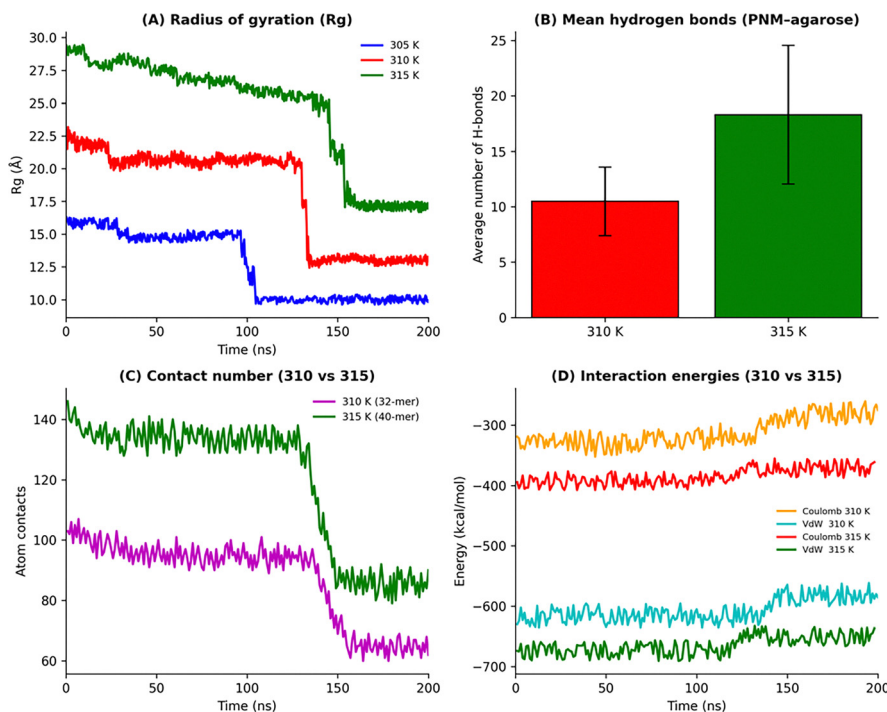 (A) Radius of gyration (Rg)
30.0
27.5
25.0
22.5
20.0
17.5
15.0
12.5
10.0
Rg (Å)
305 K
310 K
315 K
0
50
100
150
200
Time (ns)
(B) Mean hydrogen bonds (PNM–agarose)
25
20
15
10
5
0
Average number of H-bonds
310 K
315 K
(C) Contact number (310 vs 315)
140
120
100
80
60
Atom contacts
310 K (32-mer)
315 K (40-mer)
0
50
100
150
200
Time (ns)
(D) Interaction energies (310 vs 315)
−300
−400
−500
−600
−700
Energy (kcal/mol)
Coulomb 310 K
VdW 310 K
Coulomb 315 K
VdW 315 K
0
50
100
150
200
Time (ns)